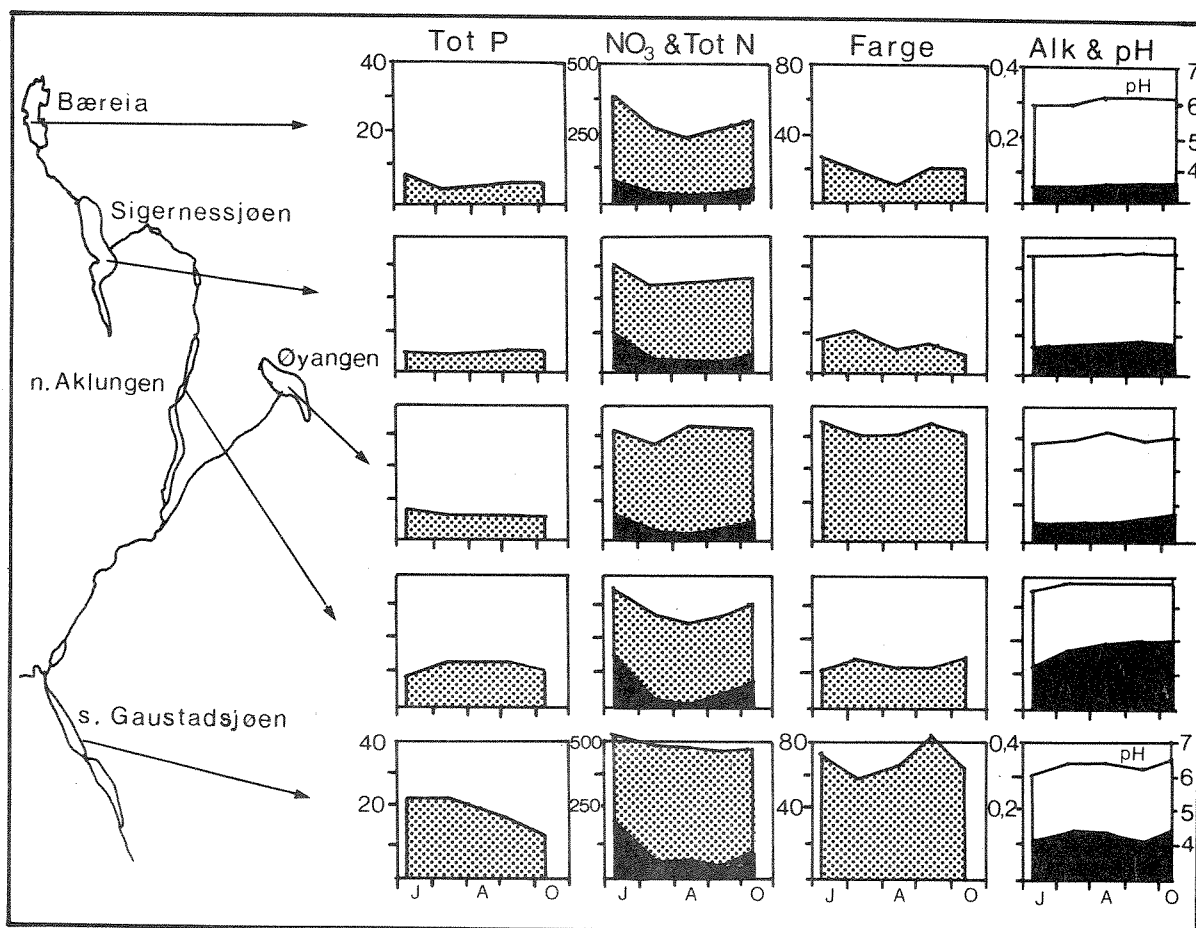 Tot P NO₃ & Tot N Farge Alk & pH
40 500 80 0,4 7
pH
Bæreia
6
20 250 40 0,2
5
4
Sigernessjøen
Øyangen
n. Aklungen
s. Gaustadsjøen
40 500 80 0,4 7
pH
6
20 250 40 0,2
5
4
J A O J A O J A O J A O